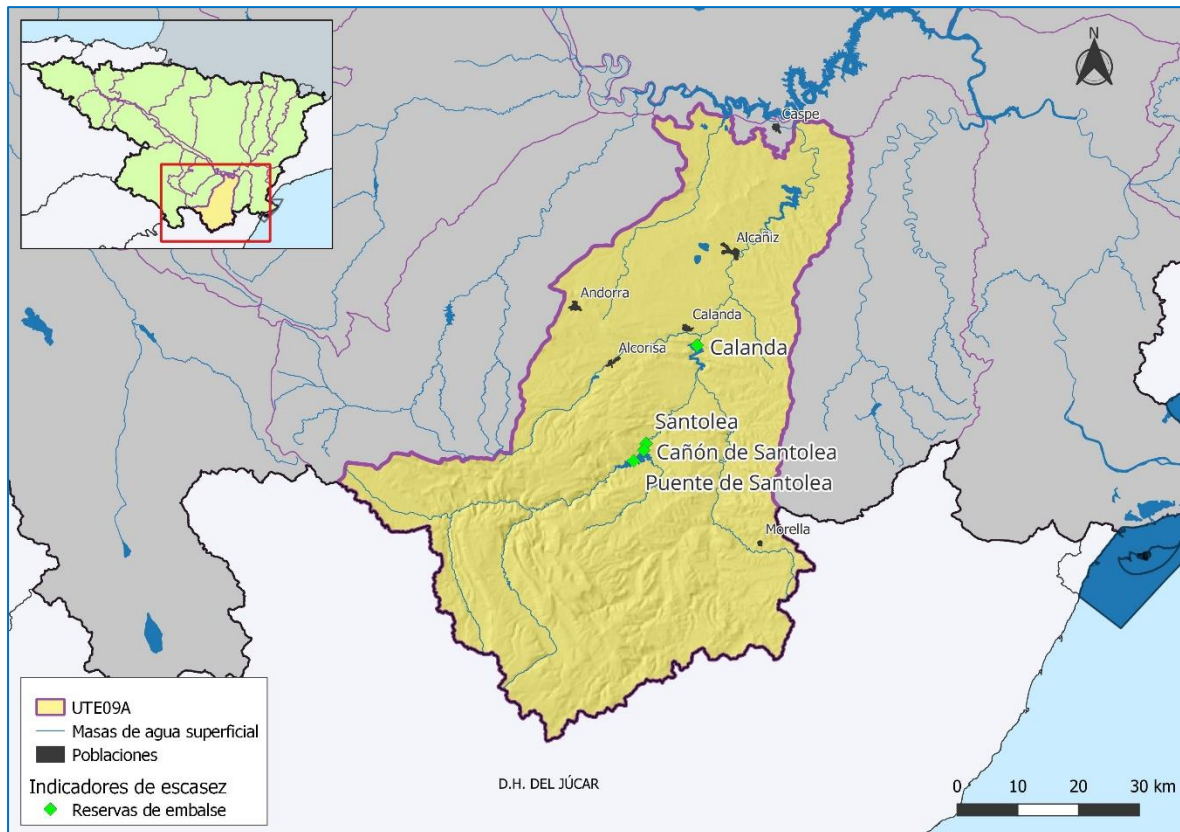 N
Caspe
Alcañiz
Andorra
Calanda
Calanda
Alcorisa
Santolea
Cañón de Santolea
Puente de Santolea
Morella
UTE09A
Masas de agua superficial
Poblaciones
Indicadores de escasez
Reservas de embalse
D.H. DEL JÚCAR
0 10 20 30 km